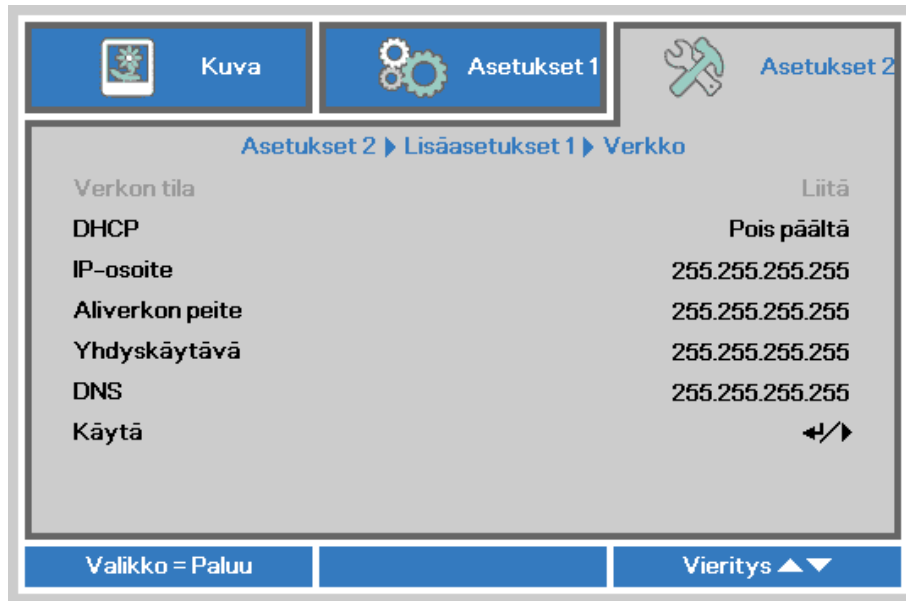 Kuva
Asetukset 1
Asetukset 2
Asetukset 2 ▶ Lisäasetukset 1 ▶ Verkko
Verkon tila Liitä
DHCP Pois päältä
IP-osoite 255.255.255.255
Aliverkon peite 255.255.255.255
Yhdyskäytävä 255.255.255.255
DNS 255.255.255.255
Käytä ↵/▶
Valikko = Paluu
Vieritys ▲▼